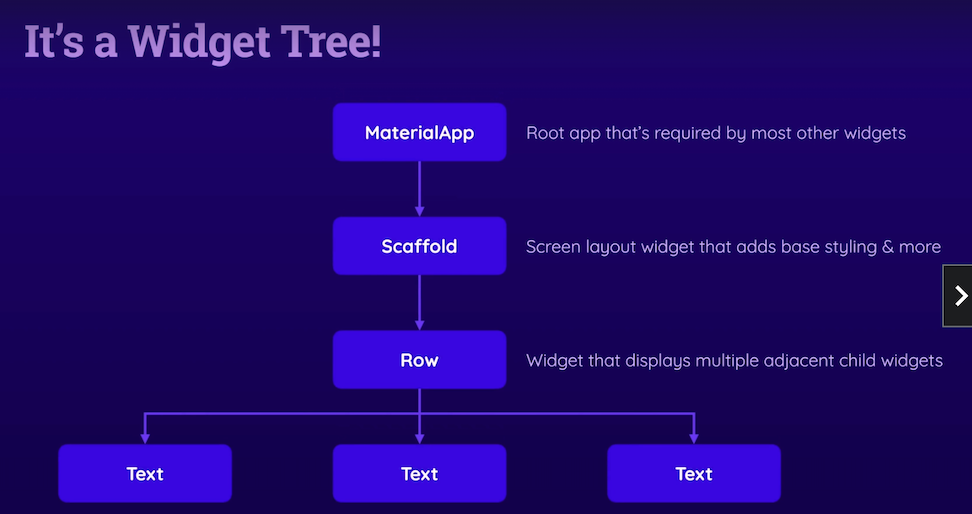 It's a Widget Tree!
MaterialApp
Root app that's required by most other widgets
Scaffold
Screen layout widget that adds base styling & more
Row
Widget that displays multiple adjacent child widgets
Text
Text
Text